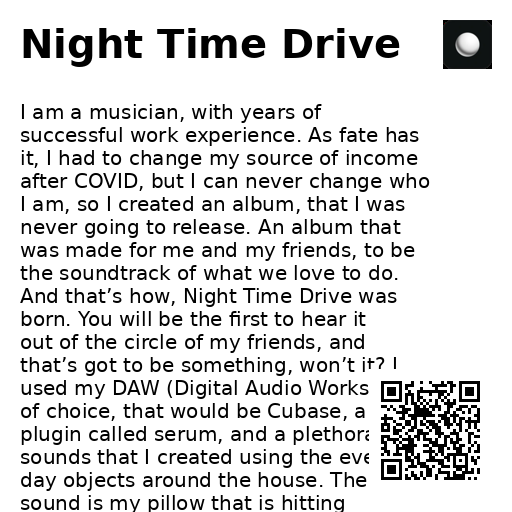 Night Time Drive
I am a musician, with years of
successful work experience. As fate has
it, I had to change my source of income
after COVID, but I can never change who
I am, so I created an album, that I was
never going to release. An album that
was made for me and my friends, to be
the soundtrack of what we love to do.
And that’s how, Night Time Drive was
born. You will be the first to hear it
out of the circle of my friends, and
that’s got to be something, won’t it? I
used my DAW (Digital Audio Works
of choice, that would be Cubase, a
plugin called serum, and a plethora
sounds that I created using the eve
day objects around the house. The
sound is my pillow that is hitting